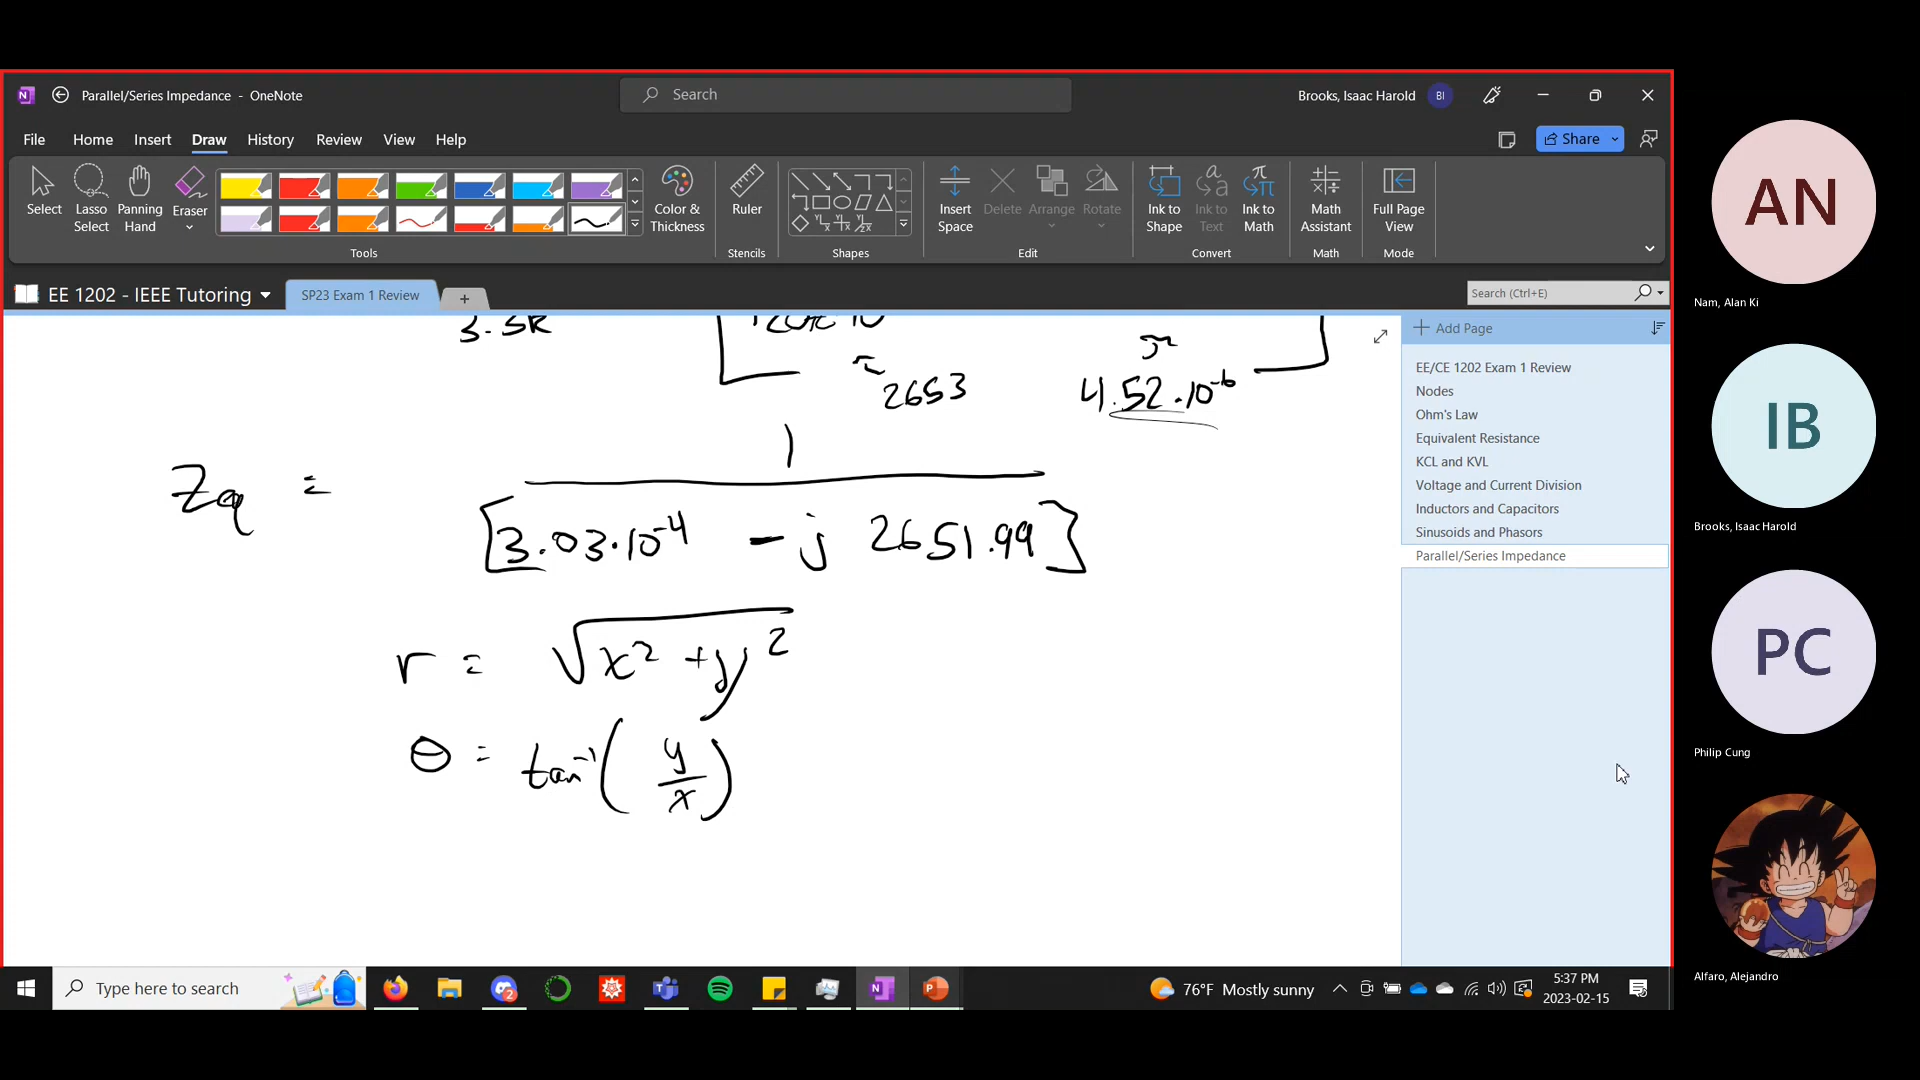 Parallel/Series Impedance - OneNote
Search
Brooks, Isaac Harold
BI
File Home Insert Draw History Review View Help
Share
Select
Lasso Select
Panning Hand
Eraser
Color & Thickness
Ruler
Insert Space
Delete
Arrange
Rotate
Ink to Shape
Ink to Text
Ink to Math
Math Assistant
Full Page View
Tools
Stencils
Shapes
Edit
Convert
Math
Mode
EE 1202 - IEEE Tutoring
SP23 Exam 1 Review
Search (Ctrl+E)
Add Page
EE/CE 1202 Exam 1 Review
Nodes
Ohm's Law
Equivalent Resistance
KCL and KVL
Voltage and Current Division
Inductors and Capacitors
Sinusoids and Phasors
Parallel/Series Impedance
2653
4.52.10^-6
1
Zeq =
[3.03.10^-4 - j 2651.99]
r = √x² + y²
θ = tan^-1 (y/x)
AN
Nam, Alan Ki
IB
Brooks, Isaac Harold
PC
Philip Cung
Alfaro, Alejandro
Type here to search
76°F Mostly sunny
5:37 PM
2023-02-15